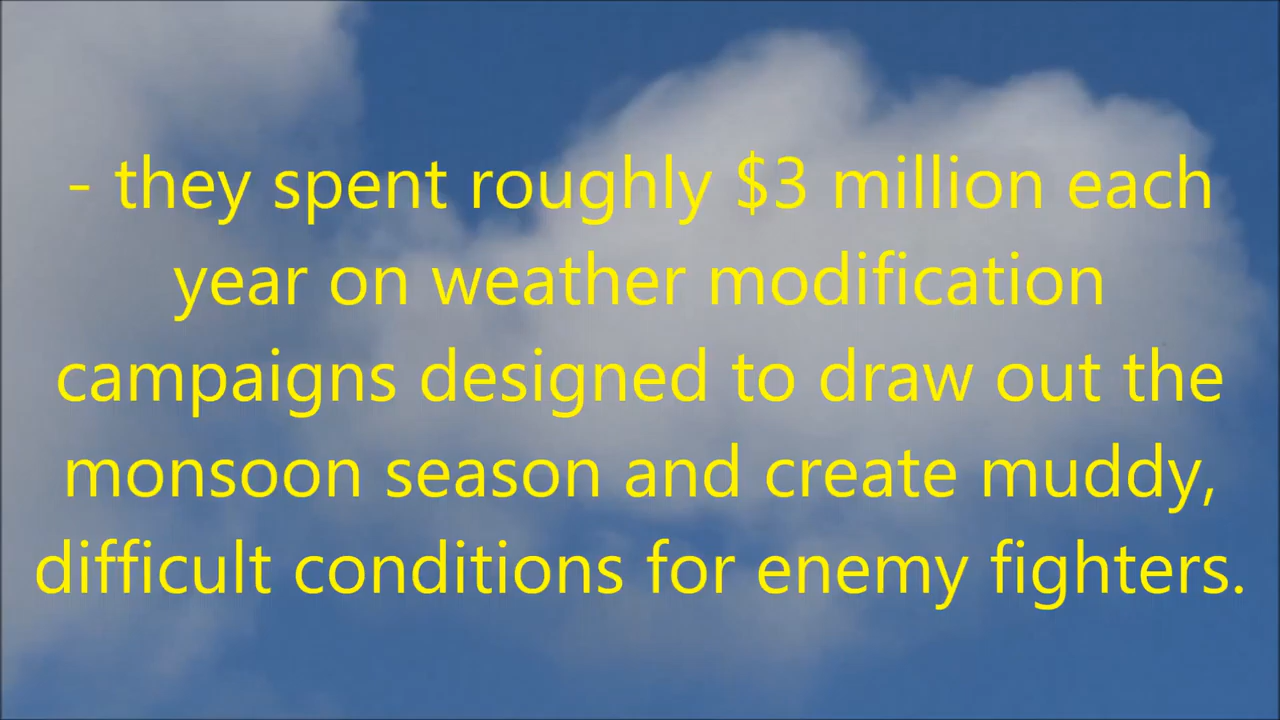 - they spent roughly $3 million each
year on weather modification
campaigns designed to draw out the
monsoon season and create muddy,
difficult conditions for enemy fighters.